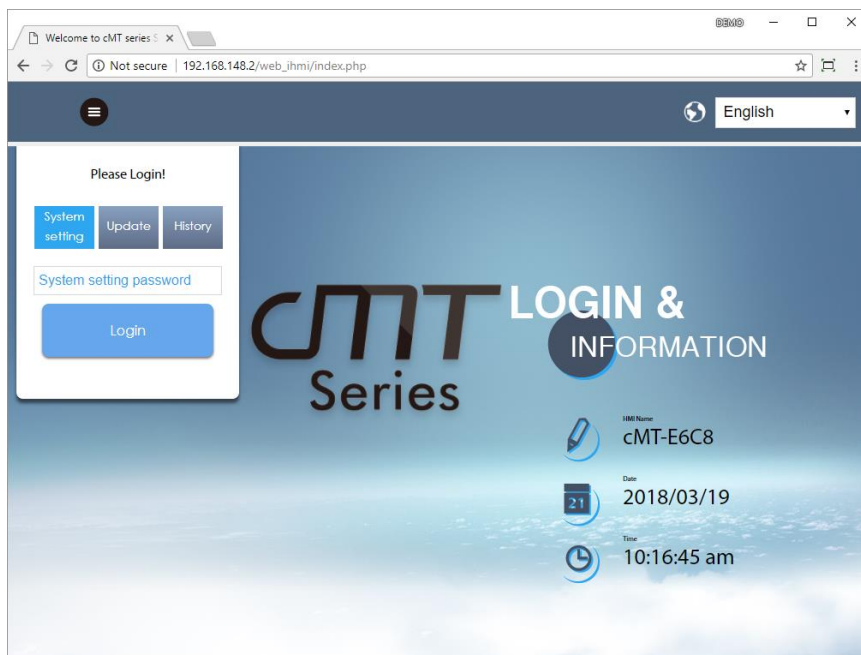 DEMO
Welcome to cMT series S
Not secure | 192.168.148.2/web_ihmi/index.php
English
Please Login!
System setting
Update
History
System setting password
Login
cMT
Series
LOGIN &
INFORMATION
HMI Name
cMT-E6C8
Date
21
2018/03/19
Time
10:16:45 am